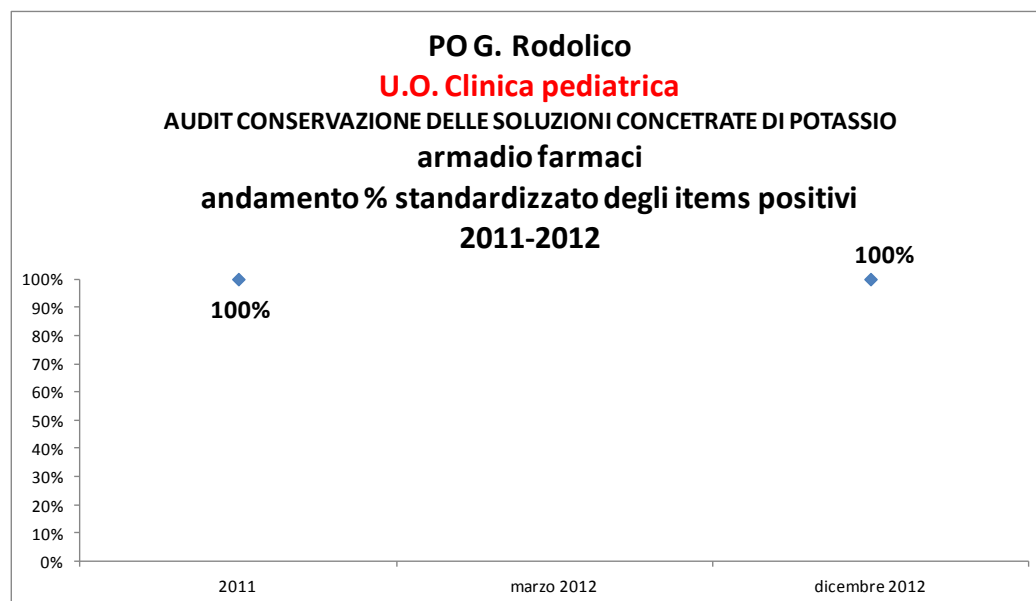 PO G. Rodolico
U.O. Clinica pediatrica
AUDIT CONSERVAZIONE DELLE SOLUZIONI CONCETRATE DI POTASSIO
armadio farmaci
andamento % standardizzato degli items positivi
2011-2012
100%
100%
100%
90%
80%
70%
60%
50%
40%
30%
20%
10%
0%
2011 marzo 2012 dicembre 2012